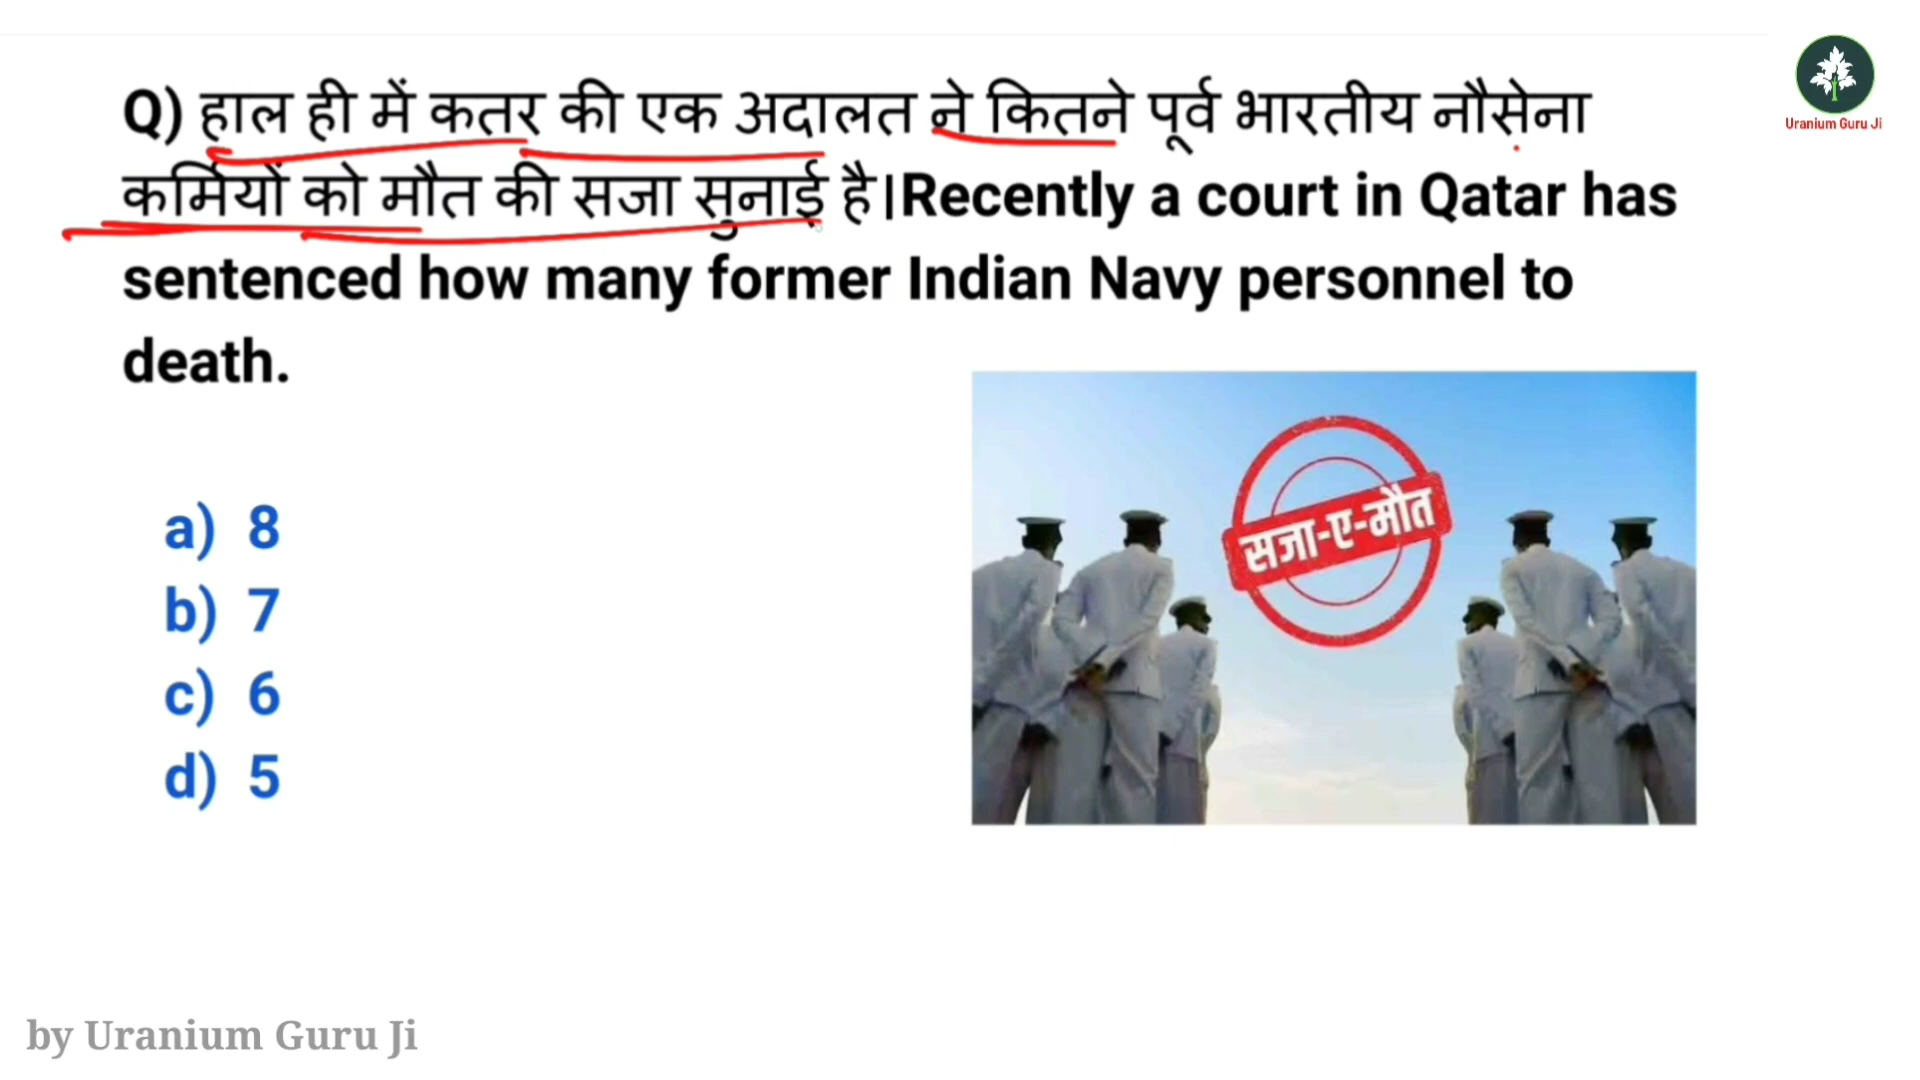 Q) हाल ही में कतर की एक अदालत ने कितने पूर्व भारतीय नौसेना
कर्मियों को मौत की सजा सुनाई है।Recently a court in Qatar has
sentenced how many former Indian Navy personnel to
death.
a) 8
b) 7
c) 6
d) 5
सजा-ए-मौत
Uranium Guru Ji
by Uranium Guru Ji